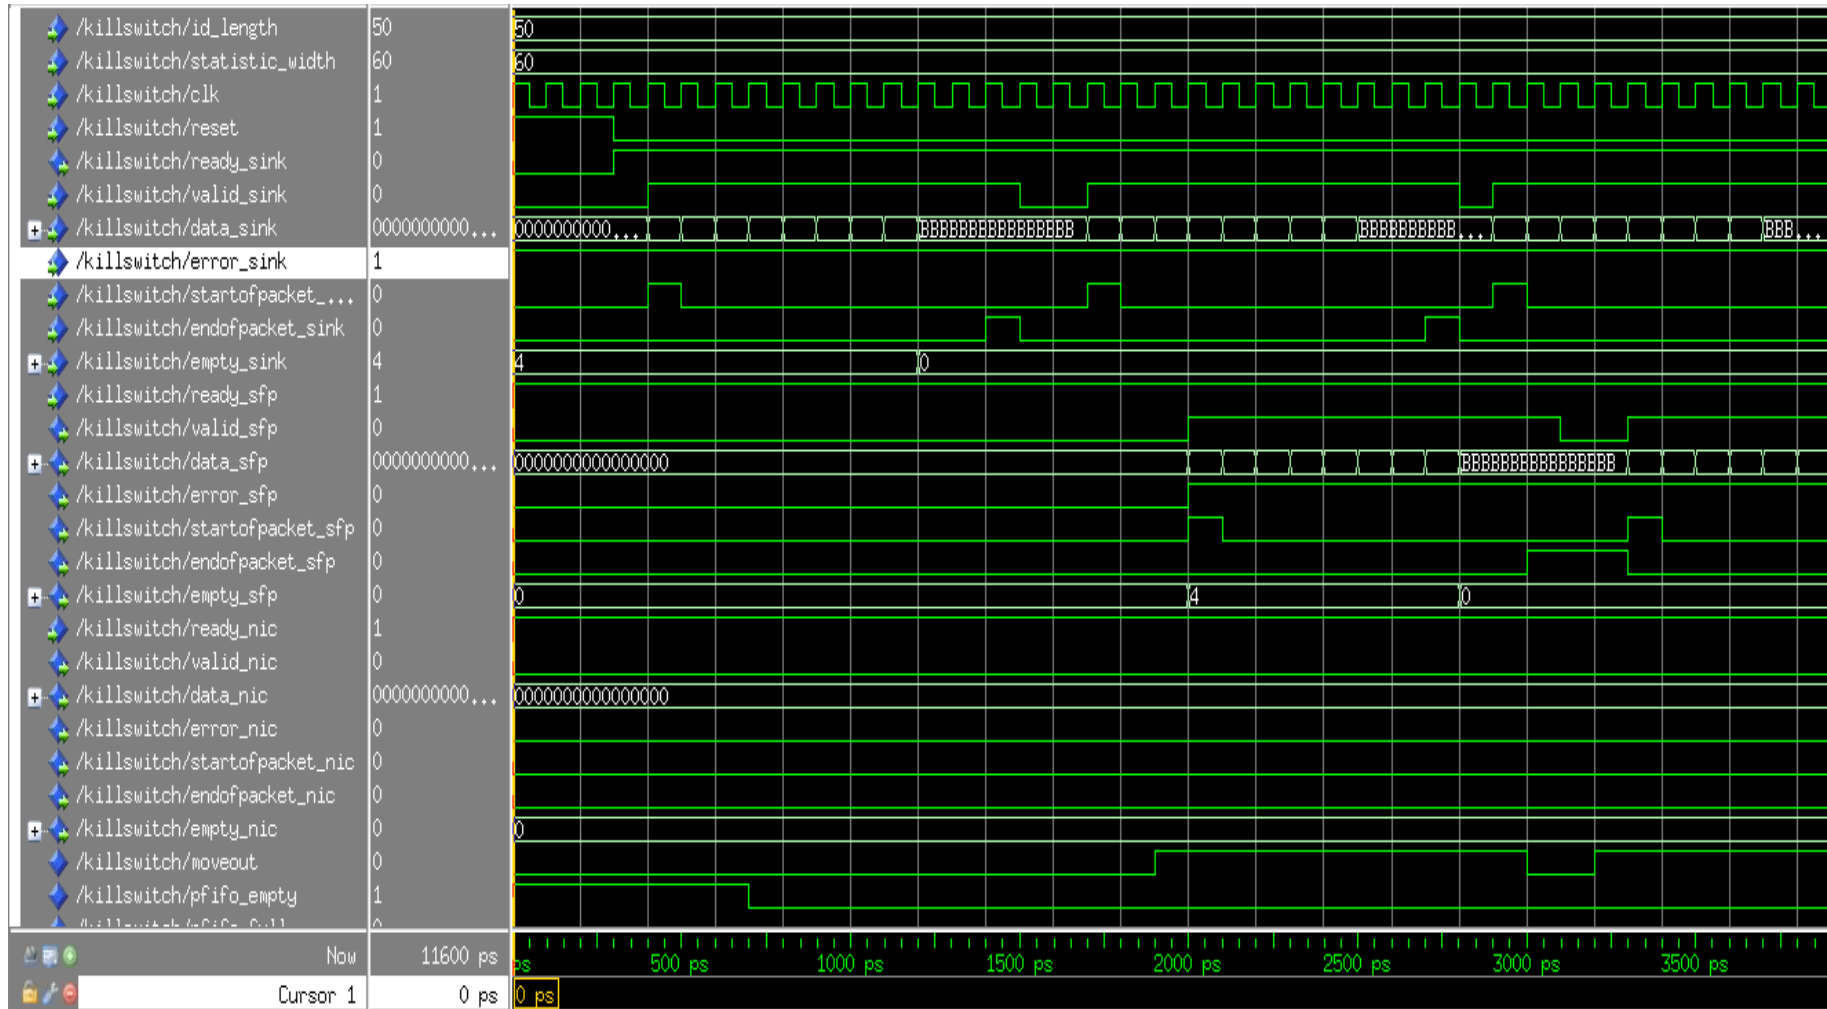 /killswitch/id_length 50 50
/killswitch/statistic_width 60 60
/killswitch/clk 1
/killswitch/reset 1
/killswitch/ready_sink 0
/killswitch/valid_sink 0
/killswitch/data_sink 0000000000... 0000000000... BBBBBBBBBBBBBBBB BBBBBBBBBB... BBB...
/killswitch/error_sink 1
/killswitch/startofpacket_... 0
/killswitch/endofpacket_sink 0
/killswitch/empty_sink 4 4 0
/killswitch/ready_sfp 1
/killswitch/valid_sfp 0
/killswitch/data_sfp 0000000000... 0000000000000000 BBBBBBBBBBBBBBBB
/killswitch/error_sfp 0
/killswitch/startofpacket_sfp 0
/killswitch/endofpacket_sfp 0
/killswitch/empty_sfp 0 0 4 0
/killswitch/ready_nic 1
/killswitch/valid_nic 0
/killswitch/data_nic 0000000000... 0000000000000000
/killswitch/error_nic 0
/killswitch/startofpacket_nic 0
/killswitch/endofpacket_nic 0
/killswitch/empty_nic 0 0
/killswitch/moveout 0
/killswitch/pfifo_empty 1
Now 11600 ps ps 500 ps 1000 ps 1500 ps 2000 ps 2500 ps 3000 ps 3500 ps
Cursor 1 0 ps 0 ps